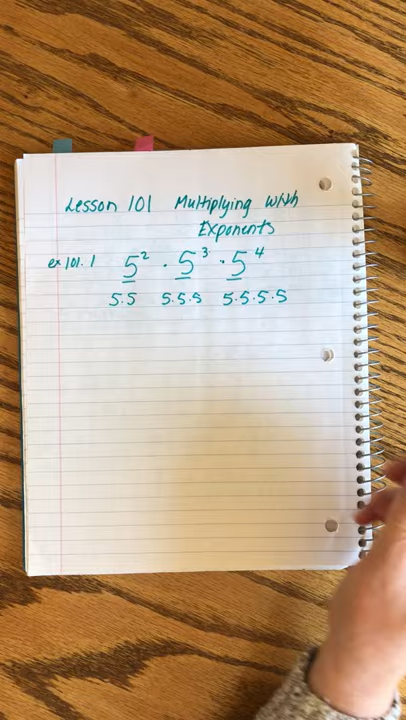 Lesson 101 Multiplying with
Exponents
ex 101.1 5² · 5³ · 5⁴
5·5 5·5·5 5·5·5·5